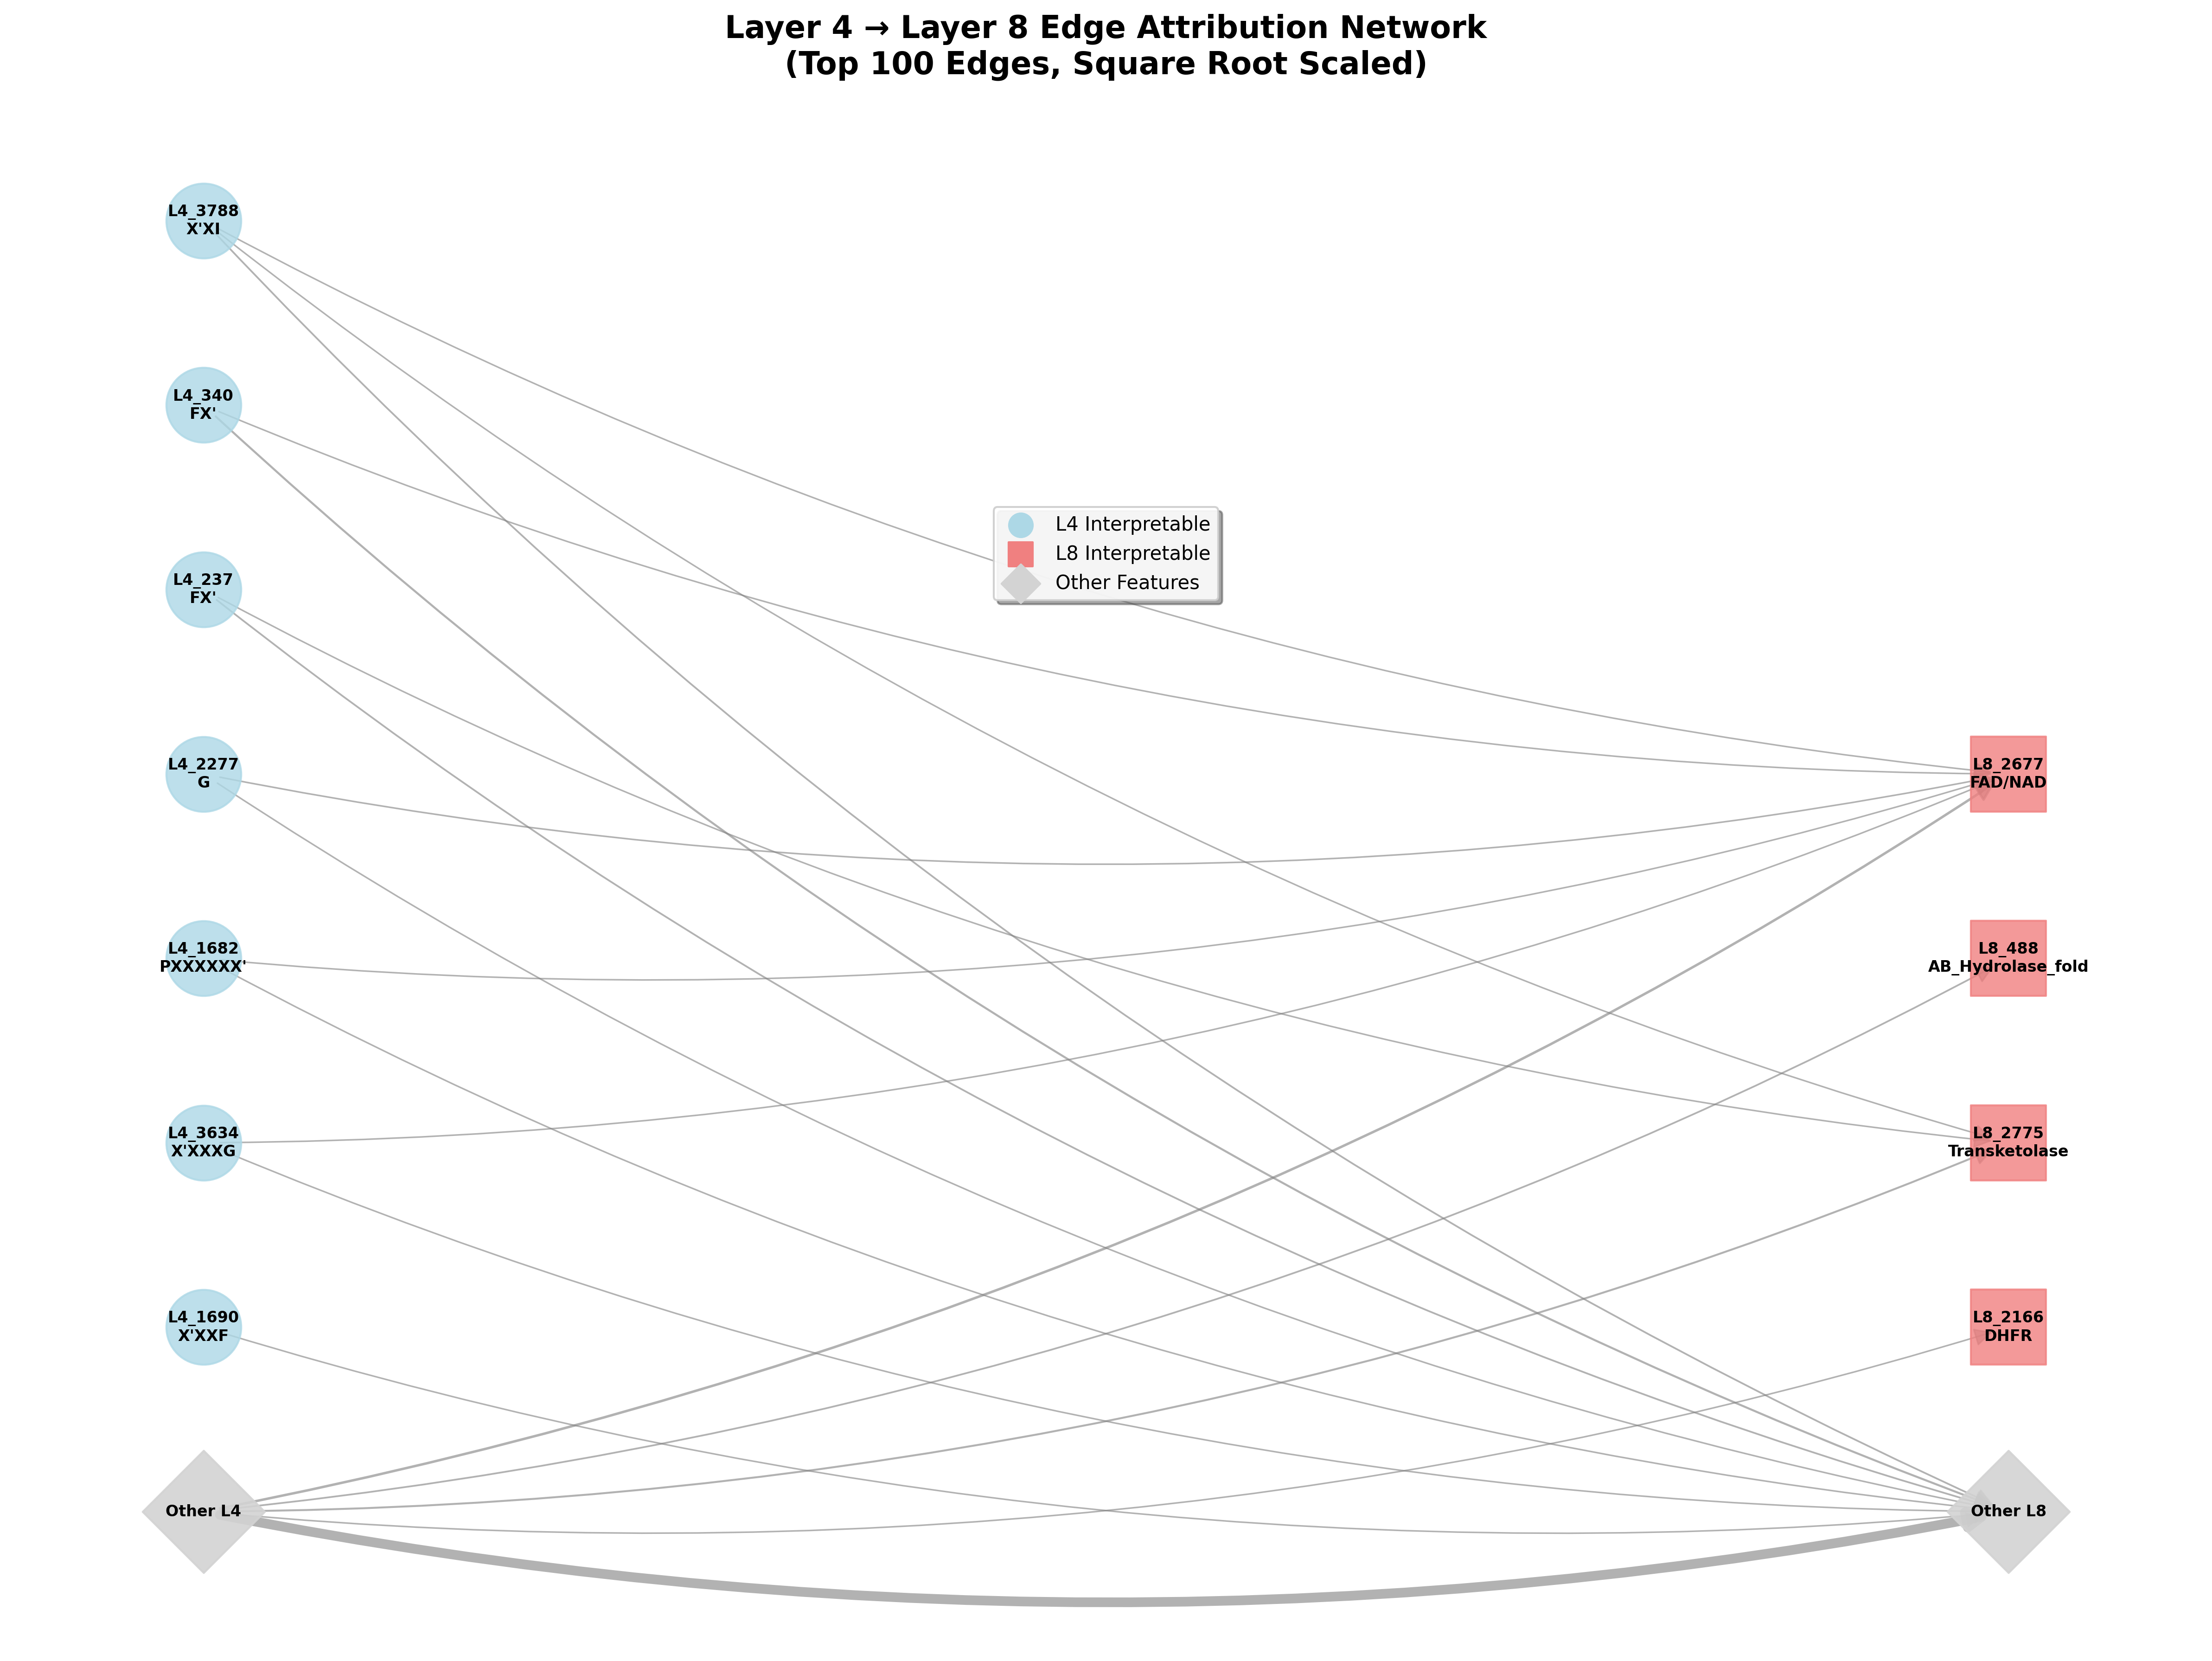 Layer 4 → Layer 8 Edge Attribution Network
(Top 100 Edges, Square Root Scaled)
L4_3788
X'XI
L4_340
FX'
L4_237
FX'
L4_2277
G
L4_1682
PXXXXXX'
L4_3634
X'XXXG
L4_1690
X'XXF
Other L4
L4 Interpretable
L8 Interpretable
Other Features
L8_2677
FAD/NAD
L8_488
AB_Hydrolase_fold
L8_2775
Transketolase
L8_2166
DHFR
Other L8